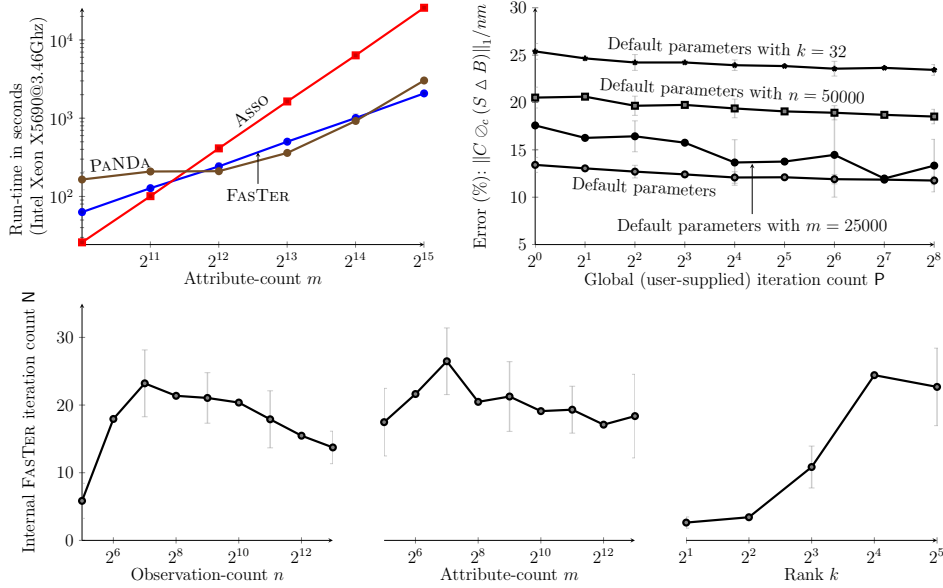 Run-time in seconds
(Intel Xeon X5690@3.46Ghz)
10^4
10^3
10^2
PANDA
ASSO
FASTER
2^11 2^12 2^13 2^14 2^15
Attribute-count m
Error (%): ‖C ⊘_c (S △ B)‖_1/nm
30
25
20
15
10
5
Default parameters with k = 32
Default parameters with n = 50000
Default parameters
Default parameters with m = 25000
2^0 2^1 2^2 2^3 2^4 2^5 2^6 2^7 2^8
Global (user-supplied) iteration count P
Internal FASTER iteration count N
30
20
10
0
2^6 2^8 2^10 2^12
Observation-count n
2^6 2^8 2^10 2^12
Attribute-count m
2^1 2^2 2^3 2^4 2^5
Rank k